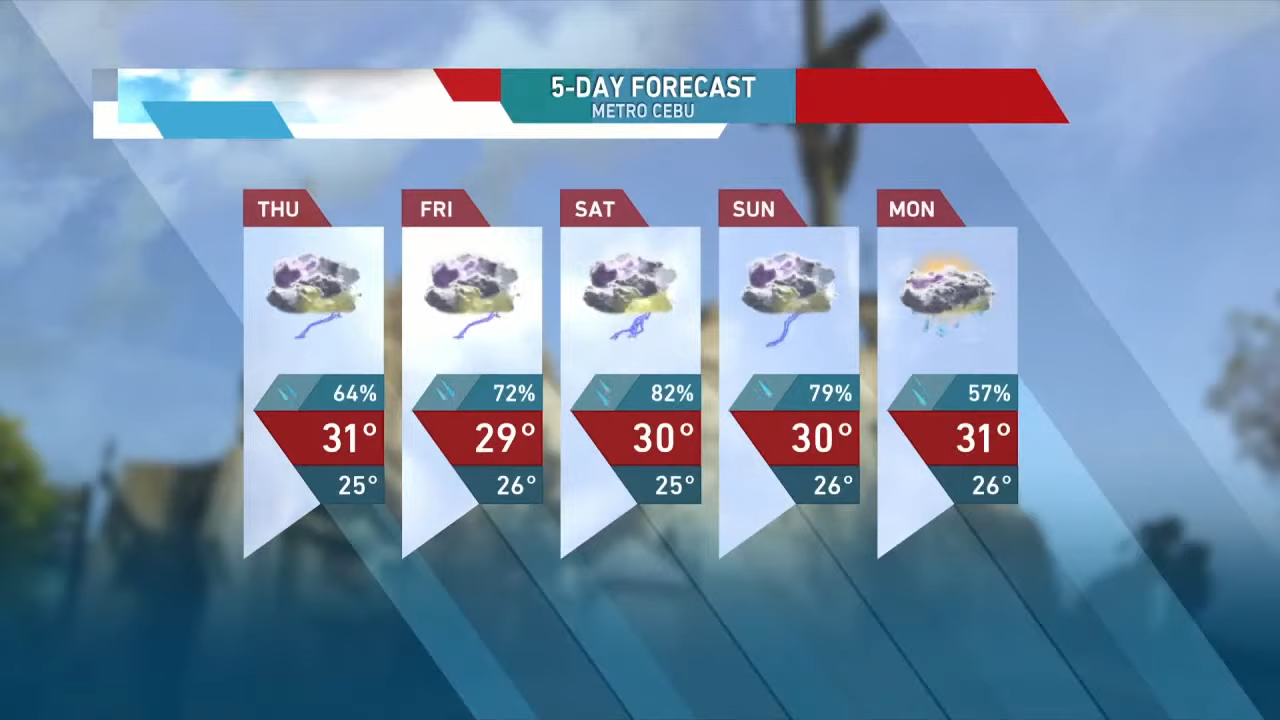 5-DAY FORECAST
METRO CEBU
THU FRI SAT SUN MON
64% 72% 82% 79% 57%
31° 29° 30° 30° 31°
25° 26° 25° 26° 26°